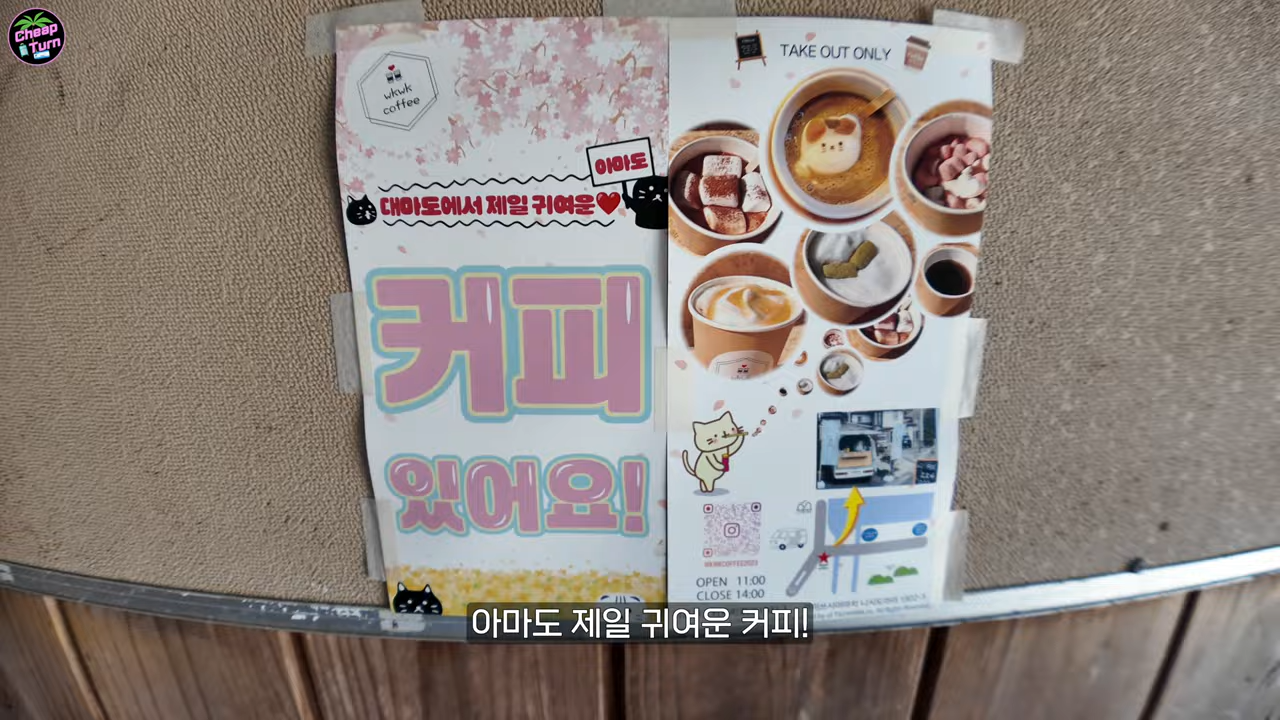 Cheap
Turn
wkwk
coffee
아마도
대마도에서 제일 귀여운
커피
있어요!
TAKE OUT ONLY
OPEN 11:00
CLOSE 14:00
아마도 제일 귀여운 커피!